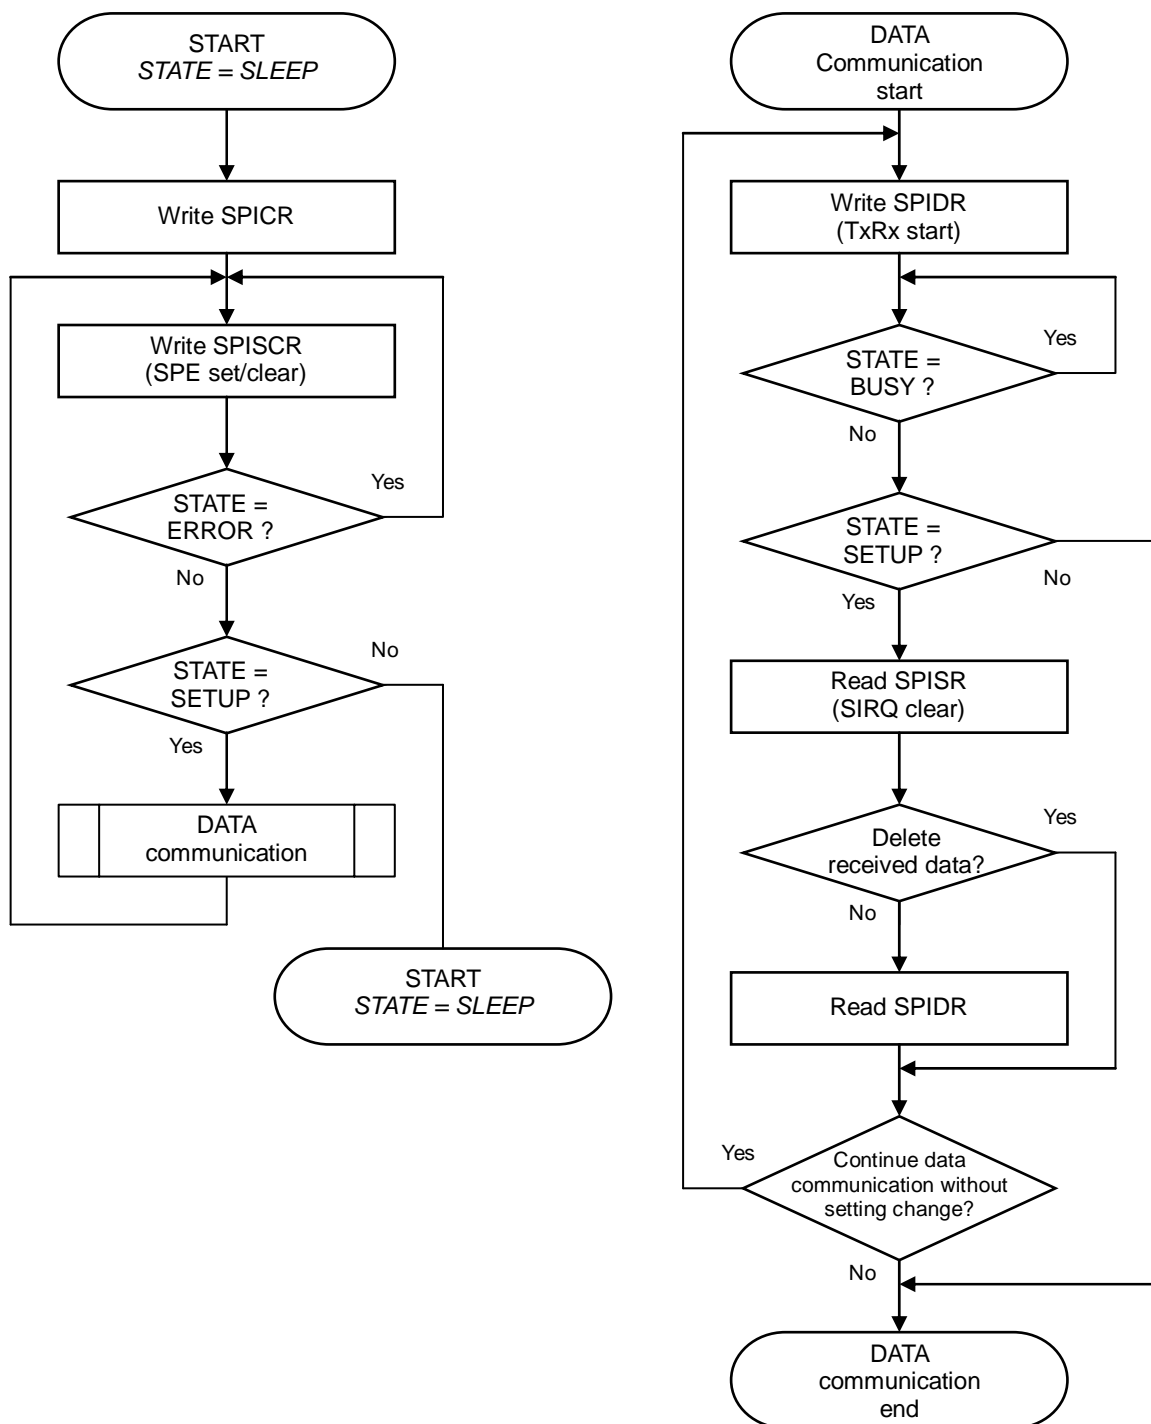 START
STATE = SLEEP
Write SPICR
Write SPISCR
(SPE set/clear)
STATE =
ERROR ?
Yes
No
STATE =
SETUP ?
No
Yes
DATA
communication
START
STATE = SLEEP
DATA
Communication
start
Write SPIDR
(TxRx start)
STATE =
BUSY ?
Yes
No
STATE =
SETUP ?
No
Yes
Read SPISR
(SIRQ clear)
Delete
received data?
Yes
No
Read SPIDR
Continue data
communication without
setting change?
Yes
No
DATA
communication
end